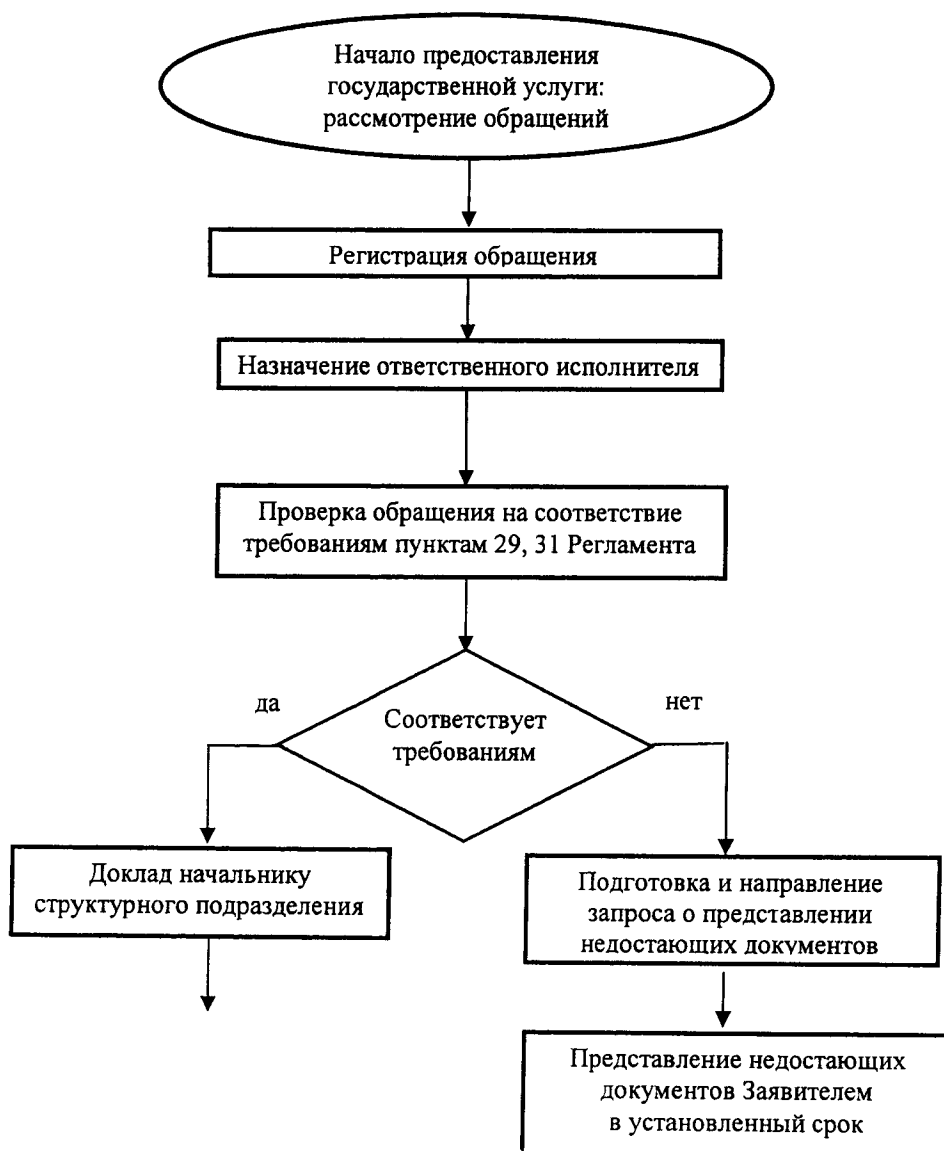 Начало предоставления
государственной услуги:
рассмотрение обращений
Регистрация обращения
Назначение ответственного исполнителя
Проверка обращения на соответствие
требованиям пунктам 29, 31 Регламента
да
нет
Соответствует
требованиям
Доклад начальнику
структурного подразделения
Подготовка и направление
запроса о представлении
недостающих документов
Представление недостающих
документов Заявителем
в установленный срок